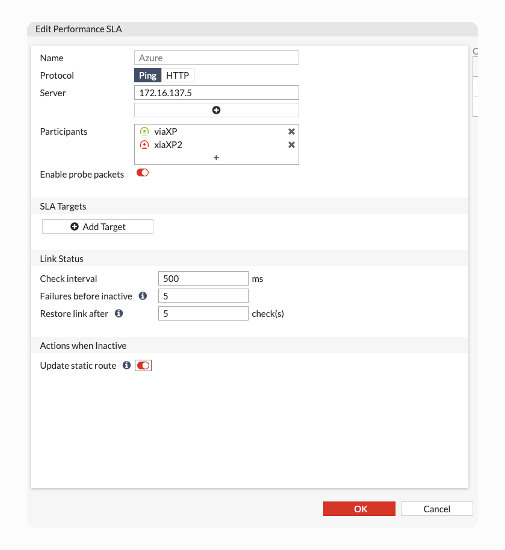 Edit Performance SLA
Name Azure
Protocol Ping HTTP
Server 172.16.137.5
Participants viaXP
xiaXP2
Enable probe packets
SLA Targets
Add Target
Link Status
Check interval 500 ms
Failures before inactive 5
Restore link after 5 check(s)
Actions when Inactive
Update static route
OK Cancel